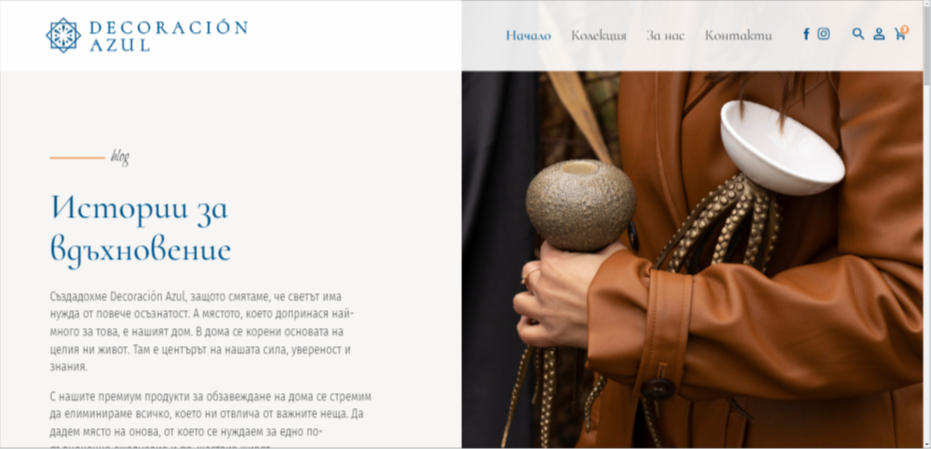 DECORACIÓN
AZUL
Начало Колекция За нас Контакти
blog
Истории за
вдъхновение
Създадохме Decoración Azul, защото смятаме, че светът има
нужда от повече осъзнатост. А мястото, което допринася най-
много за това, е нашият дом. В дома се корени основата на
целия ни живот. Там е центърът на нашата сила, увереност и
знания.
С нашите премиум продукти за обзавеждане на дома се стремим
да елиминираме всичко, което ни отвлича от важните неща. Да
дадем място на онова, от което се нуждаем за едно по-